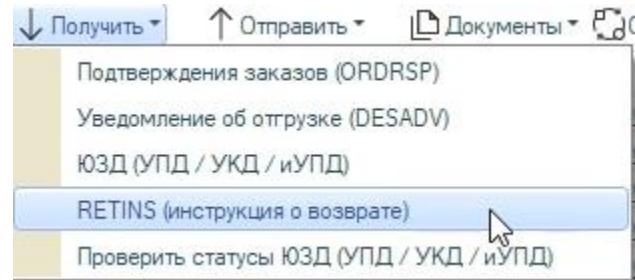 Получить Отправить Документы
Подтверждения заказов (ORDRSP)
Уведомление об отгрузке (DESADV)
ЮЗД (УПД / УКД / иУПД)
RETINS (инструкция о возврате)
Проверить статусы ЮЗД (УПД / УКД / иУПД)